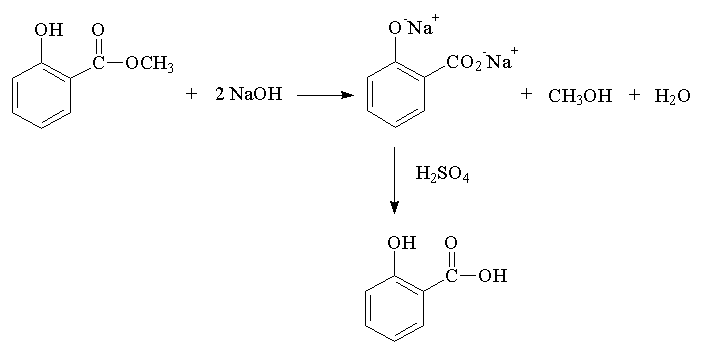 OH O O⁻Na⁺
C–OCH₃ CO₂⁻Na⁺
+ 2 NaOH + CH₃OH + H₂O
H₂SO₄
OH O
C–OH